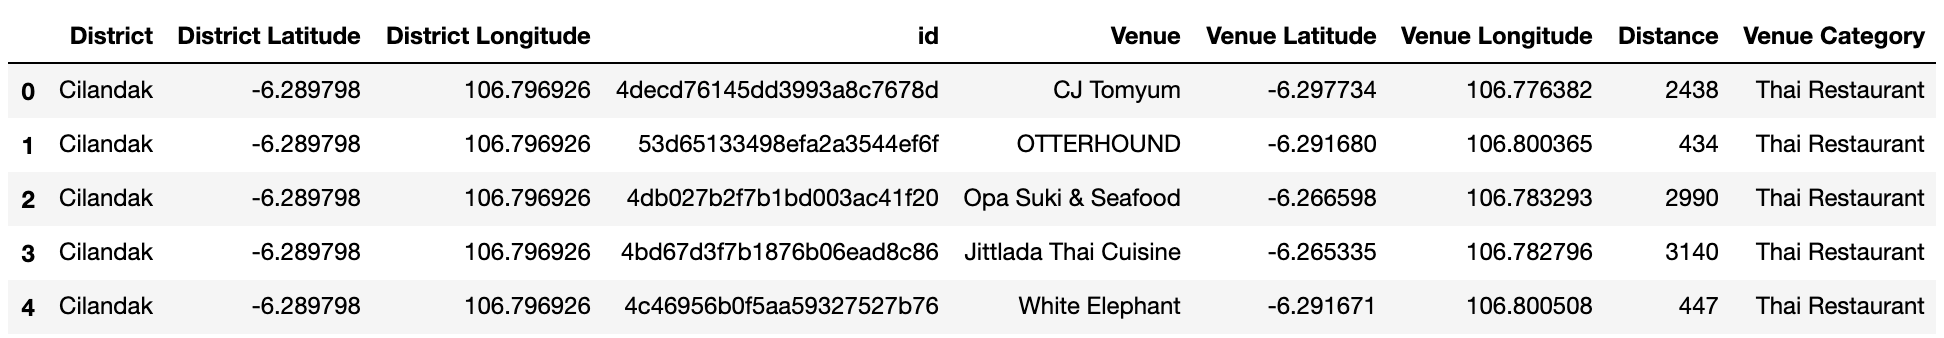 District District Latitude District Longitude id Venue Venue Latitude Venue Longitude Distance Venue Category
0 Cilandak -6.289798 106.796926 4decd76145dd3993a8c7678d CJ Tomyum -6.297734 106.776382 2438 Thai Restaurant
1 Cilandak -6.289798 106.796926 53d65133498efa2a3544ef6f OTTERHOUND -6.291680 106.800365 434 Thai Restaurant
2 Cilandak -6.289798 106.796926 4db027b2f7b1bd003ac41f20 Opa Suki & Seafood -6.266598 106.783293 2990 Thai Restaurant
3 Cilandak -6.289798 106.796926 4bd67d3f7b1876b06ead8c86 Jittlada Thai Cuisine -6.265335 106.782796 3140 Thai Restaurant
4 Cilandak -6.289798 106.796926 4c46956b0f5aa59327527b76 White Elephant -6.291671 106.800508 447 Thai Restaurant